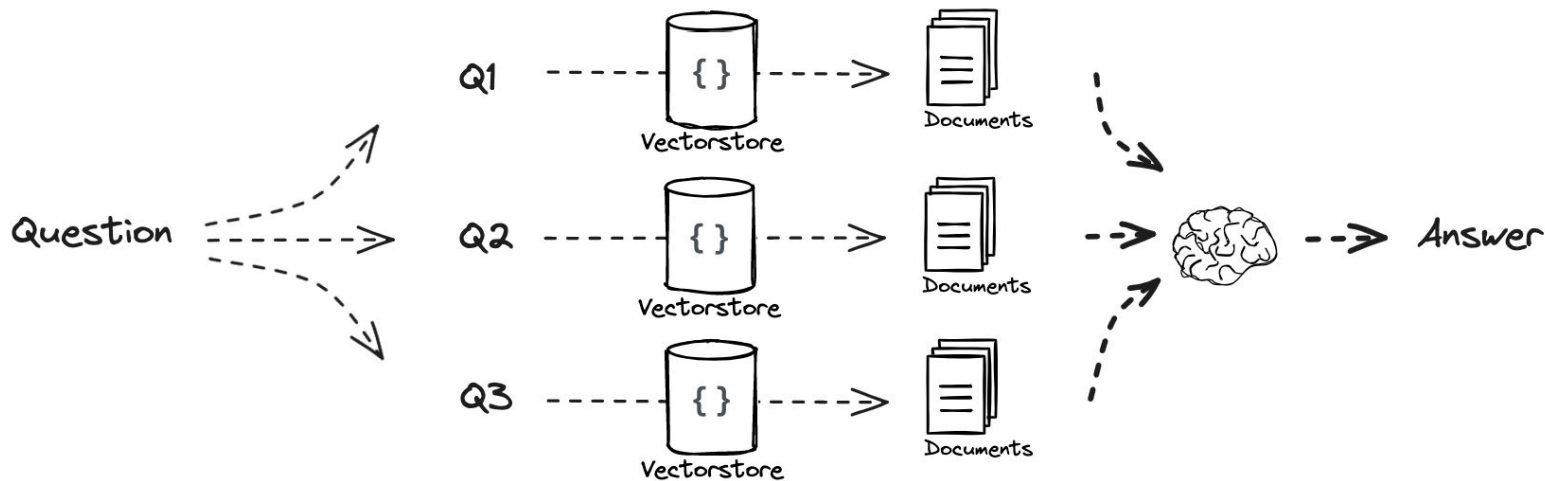 Question
Q1
{}
Vectorstore
Documents
Q2
{}
Vectorstore
Documents
Q3
{}
Vectorstore
Documents
Answer